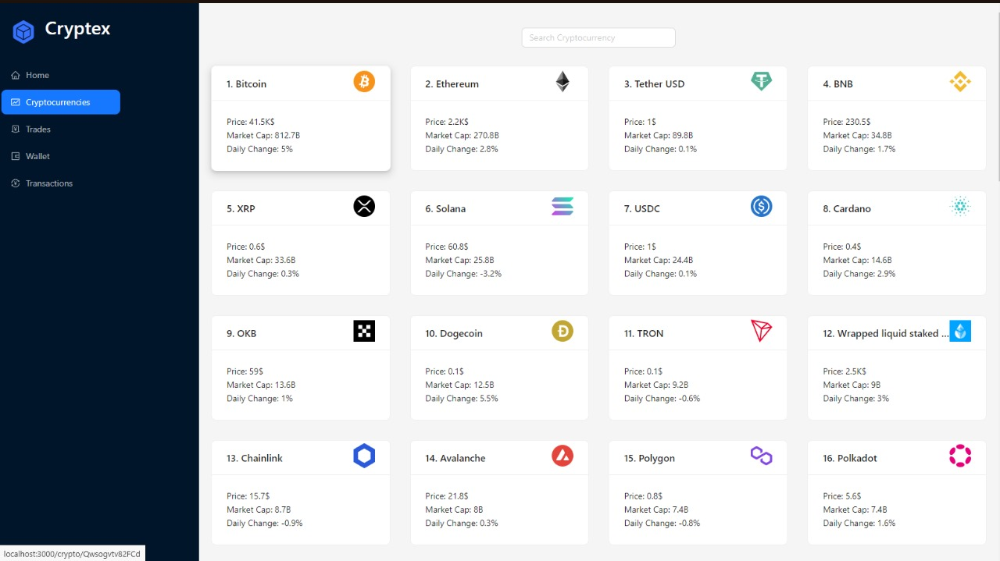 Cryptex
Home
Cryptocurrencies
Trades
Wallet
Transactions
Search Cryptocurrency
1. Bitcoin
Price: 41.5K$
Market Cap: 812.7B
Daily Change: 5%
2. Ethereum
Price: 2.2K$
Market Cap: 270.8B
Daily Change: 2.8%
3. Tether USD
Price: 1$
Market Cap: 89.8B
Daily Change: 0.1%
4. BNB
Price: 230.5$
Market Cap: 34.8B
Daily Change: 1.7%
5. XRP
Price: 0.6$
Market Cap: 33.6B
Daily Change: 0.3%
6. Solana
Price: 60.8$
Market Cap: 25.8B
Daily Change: -3.2%
7. USDC
Price: 1$
Market Cap: 24.4B
Daily Change: 0.1%
8. Cardano
Price: 0.4$
Market Cap: 14.6B
Daily Change: 2.9%
9. OKB
Price: 59$
Market Cap: 13.6B
Daily Change: 1%
10. Dogecoin
Price: 0.1$
Market Cap: 12.5B
Daily Change: 5.5%
11. TRON
Price: 0.1$
Market Cap: 9.2B
Daily Change: -0.6%
12. Wrapped liquid staked ...
Price: 2.5K$
Market Cap: 9B
Daily Change: 3%
13. Chainlink
Price: 15.7$
Market Cap: 8.7B
Daily Change: -0.9%
14. Avalanche
Price: 21.8$
Market Cap: 8B
Daily Change: 0.3%
15. Polygon
Price: 0.8$
Market Cap: 7.4B
Daily Change: -0.8%
16. Polkadot
Price: 5.6$
Market Cap: 7.4B
Daily Change: 1.6%
localhost:3000/crypto/Qwsogvtv82FCd